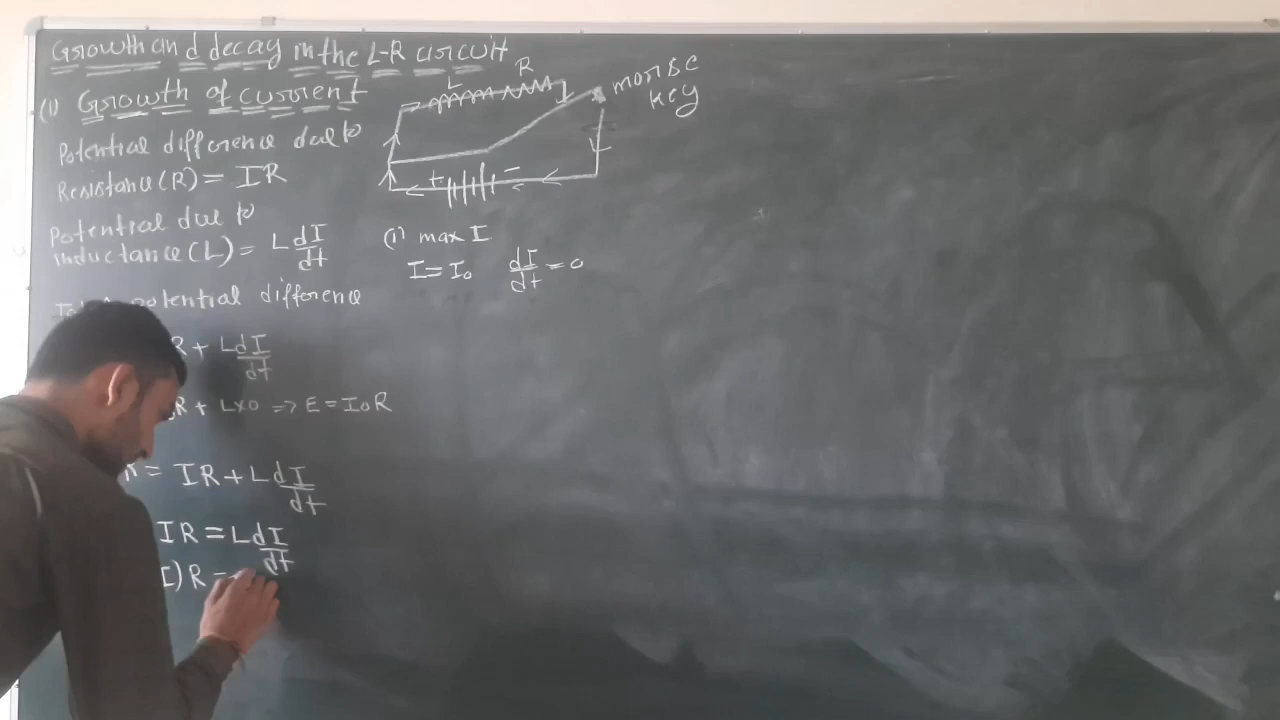 Growth and decay in the L-R circuit
(1) Growth of current
Potential difference due to
Resistance (R) = IR
Potential due to
inductance (L) = L dI/dt
potential difference
R + L dI/dt
R + L×0 => E = I₀R
R = IR + L dI/dt
IR = L dI/dt
I) R =
L R
morse
key
+ -
(1) max I
I = I₀ dI/dt = 0